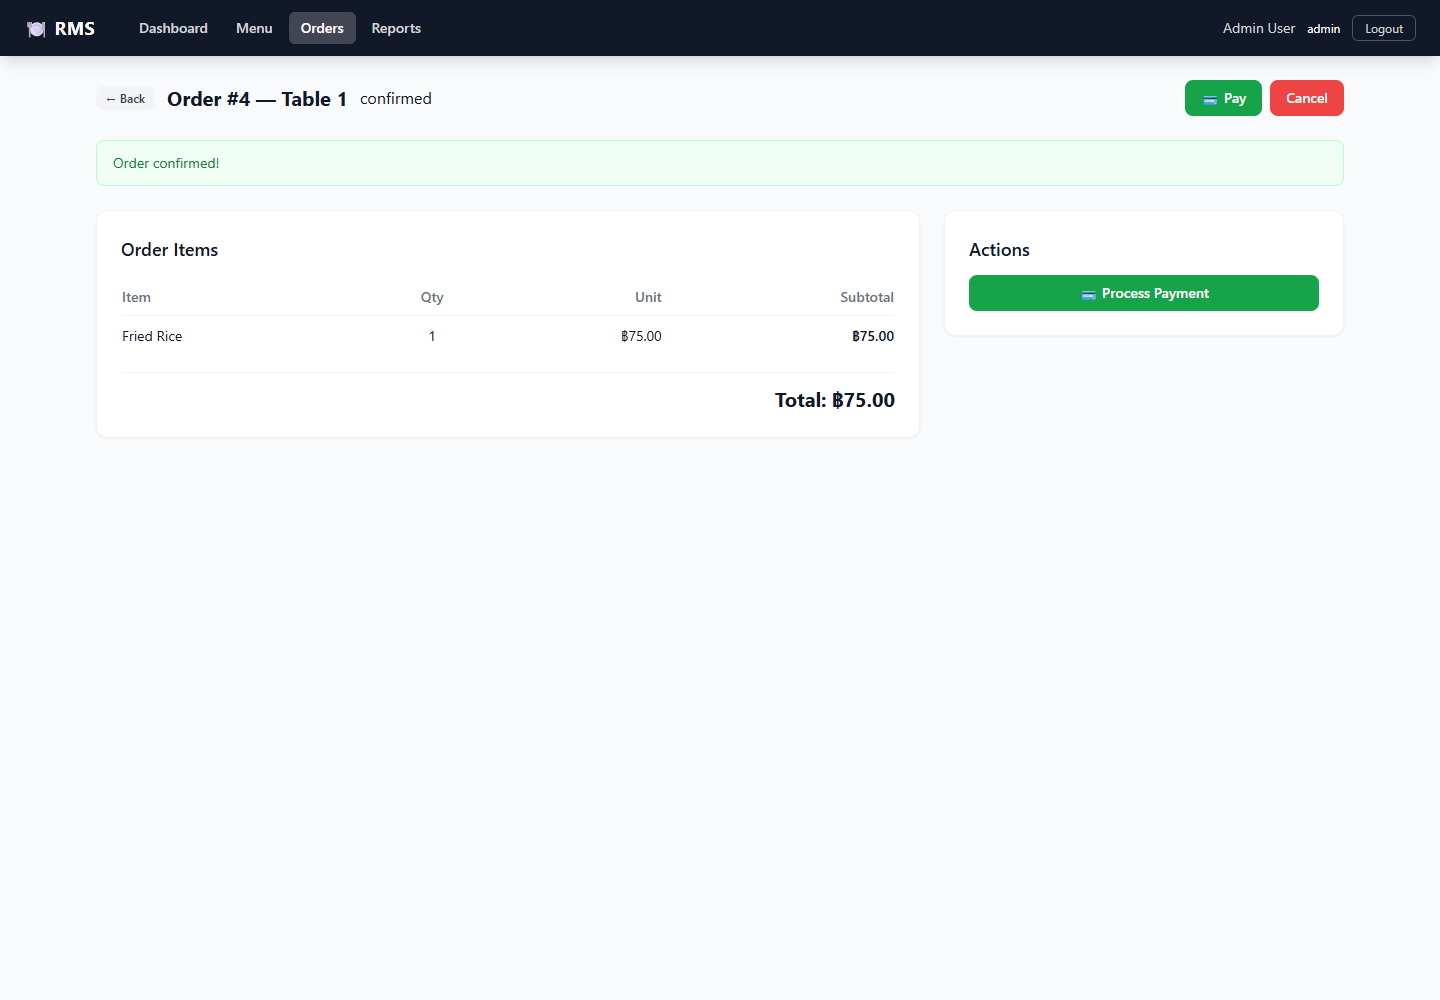 RMS Dashboard Menu Orders Reports Admin User admin Logout
← Back Order #4 — Table 1 confirmed Pay Cancel
Order confirmed!
Order Items
Item Qty Unit Subtotal
Fried Rice 1 ฿75.00 ฿75.00
Total: ฿75.00
Actions
Process Payment